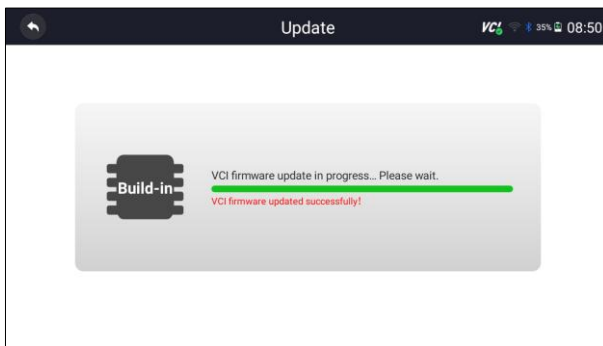 Update
VCI 35% 08:50
VCI firmware update in progress... Please wait.
Build-in
VCI firmware updated successfully!